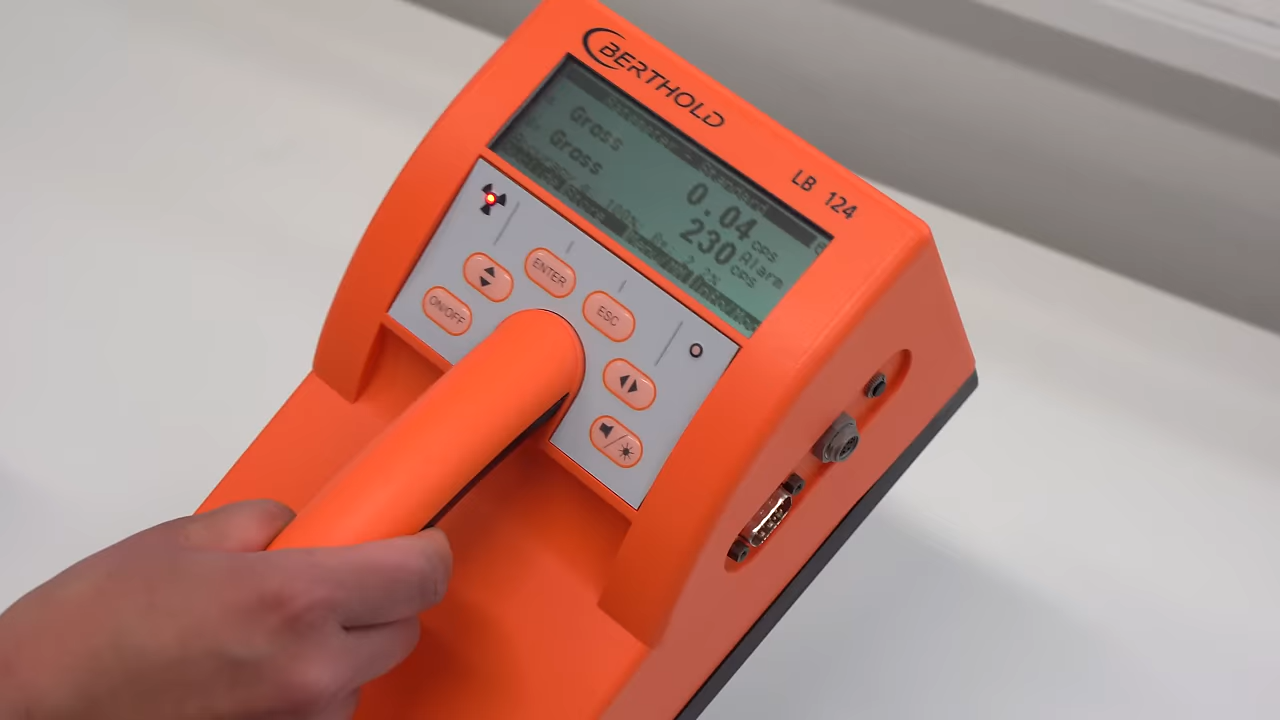 BERTHOLD
LB 124
Gross 0.04 cps
Alarm
Gross 230 cps
ENTER
ESC
ON/OFF